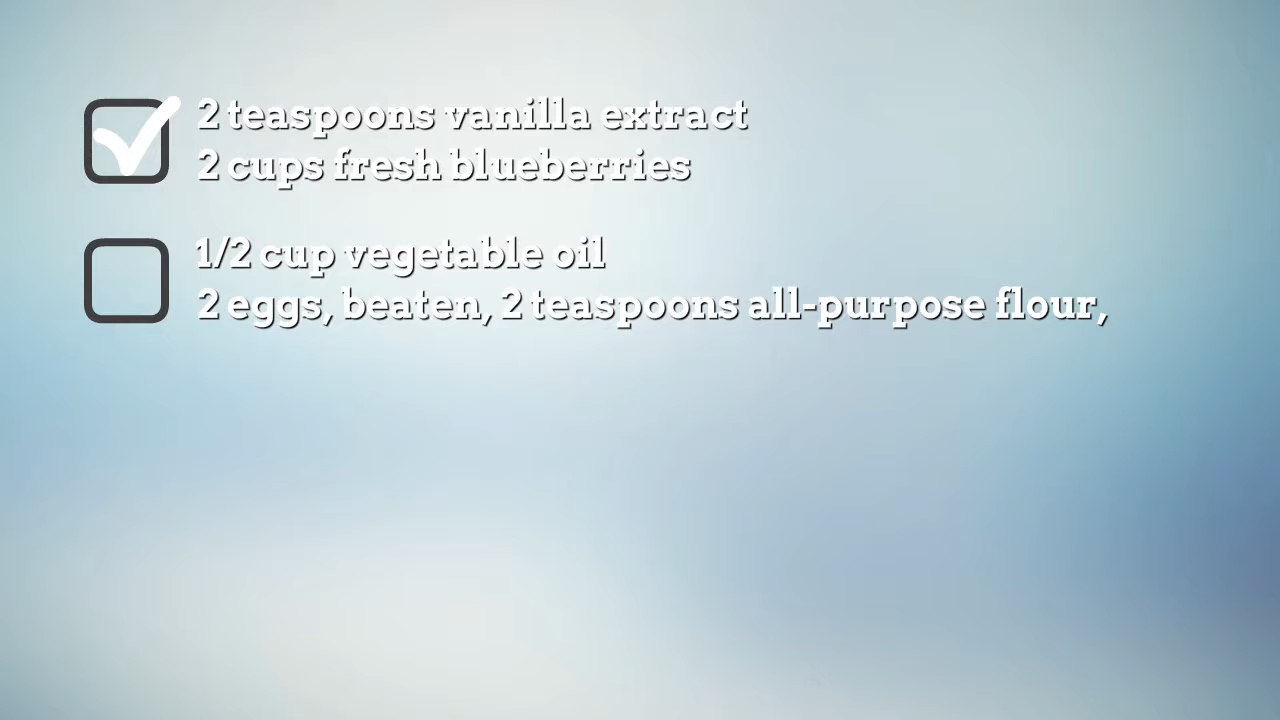 2 teaspoons vanilla extract
2 cups fresh blueberries
1/2 cup vegetable oil
2 eggs, beaten, 2 teaspoons all-purpose flour,